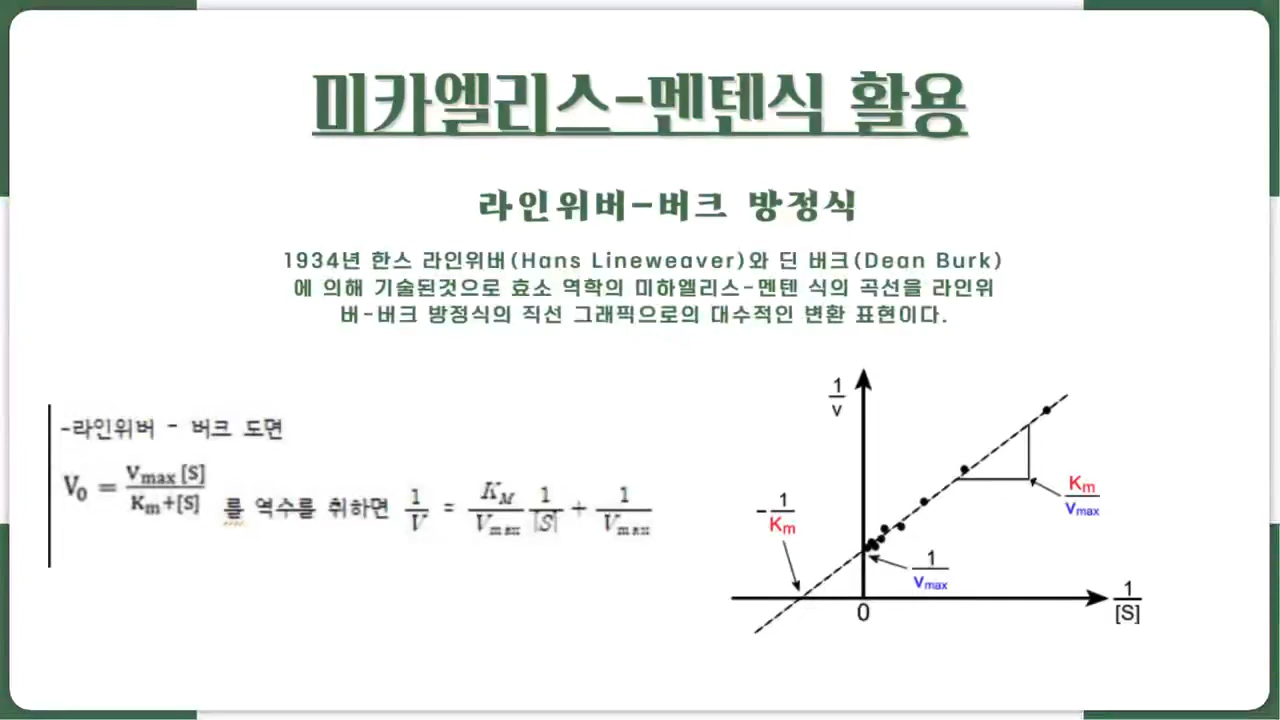 미카엘리스-멘텐식 활용
라인위버-버크 방정식
1934년 한스 라인위버(Hans Lineweaver)와 딘 버크(Dean Burk)
에 의해 기술된것으로 효소 역학의 미하엘리스-멘텐 식의 곡선을 라인위
버-버크 방정식의 직선 그래픽으로의 대수적인 변환 표현이다.
-라인위버 - 버크 도면
V₀ = Vmax [S] / Km+[S] 를 역수를 취하면 1/V = K_M/Vmax 1/[S] + 1/Vmax
1/v
Km/Vmax
-1/Km
1/Vmax
0
1/[S]